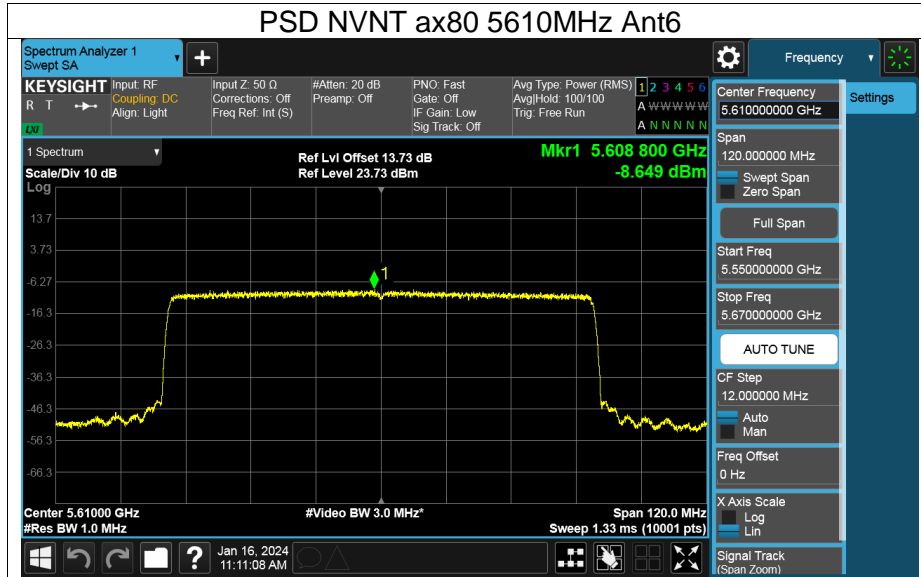 PSD NVNT ax80 5610MHz Ant6
Spectrum Analyzer 1
Swept SA
Frequency
KEYSIGHT
R T
LXI
Input: RF
Coupling: DC
Align: Light
Input Z: 50 Ω
Corrections: Off
Freq Ref: Int (S)
#Atten: 20 dB
Preamp: Off
PNO: Fast
Gate: Off
IF Gain: Low
Sig Track: Off
Avg Type: Power (RMS)
Avg|Hold: 100/100
Trig: Free Run
1 2 3 4 5 6
A W W W W W
A N N N N N
1 Spectrum
Scale/Div 10 dB
Log
Ref Lvl Offset 13.73 dB
Ref Level 23.73 dBm
Mkr1 5.608 800 GHz
-8.649 dBm
13.7
3.73
-6.27
-16.3
-26.3
-36.3
-46.3
-56.3
-66.3
1
Center 5.61000 GHz
#Res BW 1.0 MHz
#Video BW 3.0 MHz*
Span 120.0 MHz
Sweep 1.33 ms (10001 pts)
Center Frequency
5.610000000 GHz
Settings
Span
120.000000 MHz
Swept Span
Zero Span
Full Span
Start Freq
5.550000000 GHz
Stop Freq
5.670000000 GHz
AUTO TUNE
CF Step
12.000000 MHz
Auto
Man
Freq Offset
0 Hz
X Axis Scale
Log
Lin
Signal Track
(Span Zoom)
?
Jan 16, 2024
11:11:08 AM